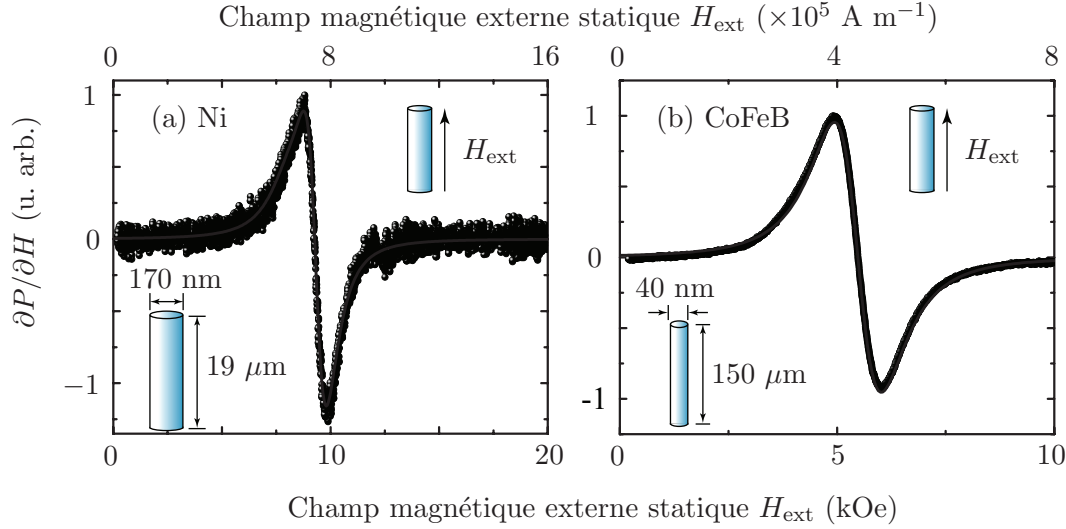 Champ magnétique externe statique H_ext (×10⁵ A m⁻¹)
0 8 16 0 4 8
∂P/∂H (u. arb.)
1
0
−1
(a) Ni
H_ext
170 nm
19 μm
0 10 20
1
0
-1
(b) CoFeB
H_ext
40 nm
150 μm
0 5 10
Champ magnétique externe statique H_ext (kOe)